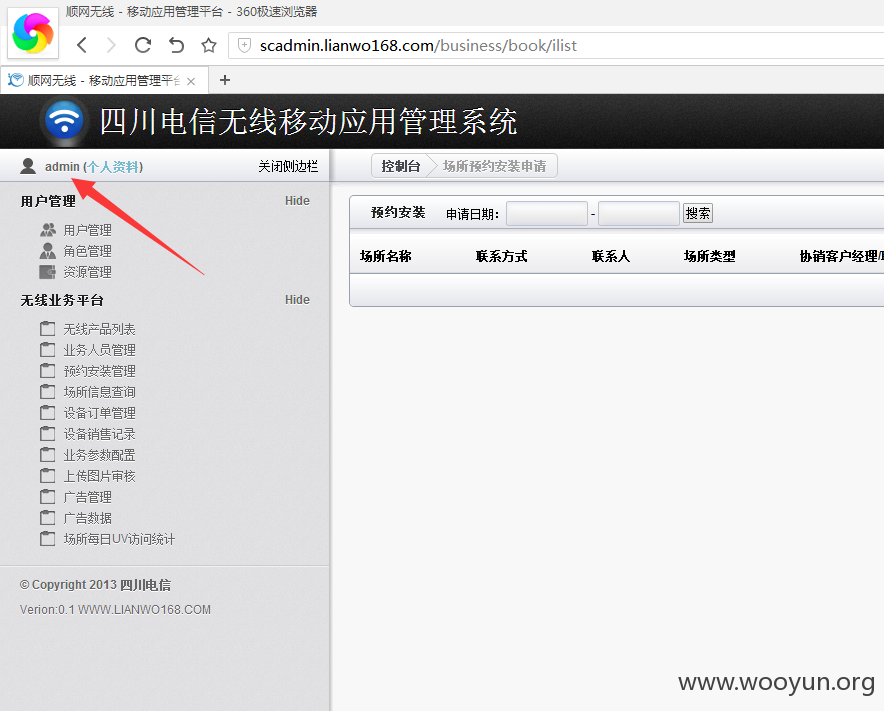 顺网无线 - 移动应用管理平台 - 360极速浏览器
scadmin.lianwo168.com/business/book/ilist
顺网无线 - 移动应用管理平台
四川电信无线移动应用管理系统
admin (个人资料)
关闭侧边栏
控制台
场所预约安装申请
用户管理
Hide
用户管理
角色管理
资源管理
无线业务平台
Hide
无线产品列表
业务人员管理
预约安装管理
场所信息查询
设备订单管理
设备销售记录
业务参数配置
上传图片审核
广告管理
广告数据
场所每日UV访问统计
© Copyright 2013 四川电信
Verion:0.1 WWW.LIANWO168.COM
预约安装 申请日期: - 搜索
场所名称 联系方式 联系人 场所类型 协销客户经理/
www.wooyun.org